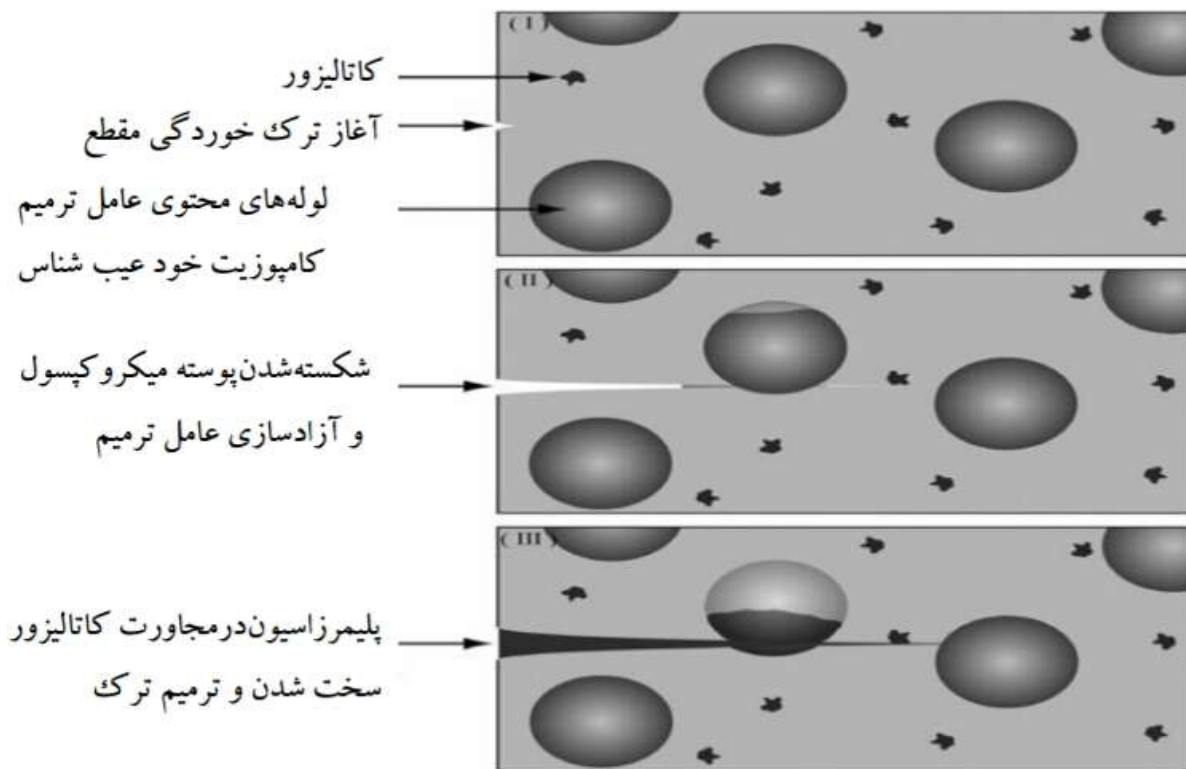 ( I )
کاتالیزور
آغاز ترک خوردگی مقطع
لوله‌های محتوی عامل ترمیم
کامپوزیت خود عیب شناس
( II )
شکسته‌شدن‌پوسته میکروکپسول
و آزادسازی عامل ترمیم
( III )
پلیمرزاسیون‌درمجاورت کاتالیزور
سخت شدن و ترمیم ترک